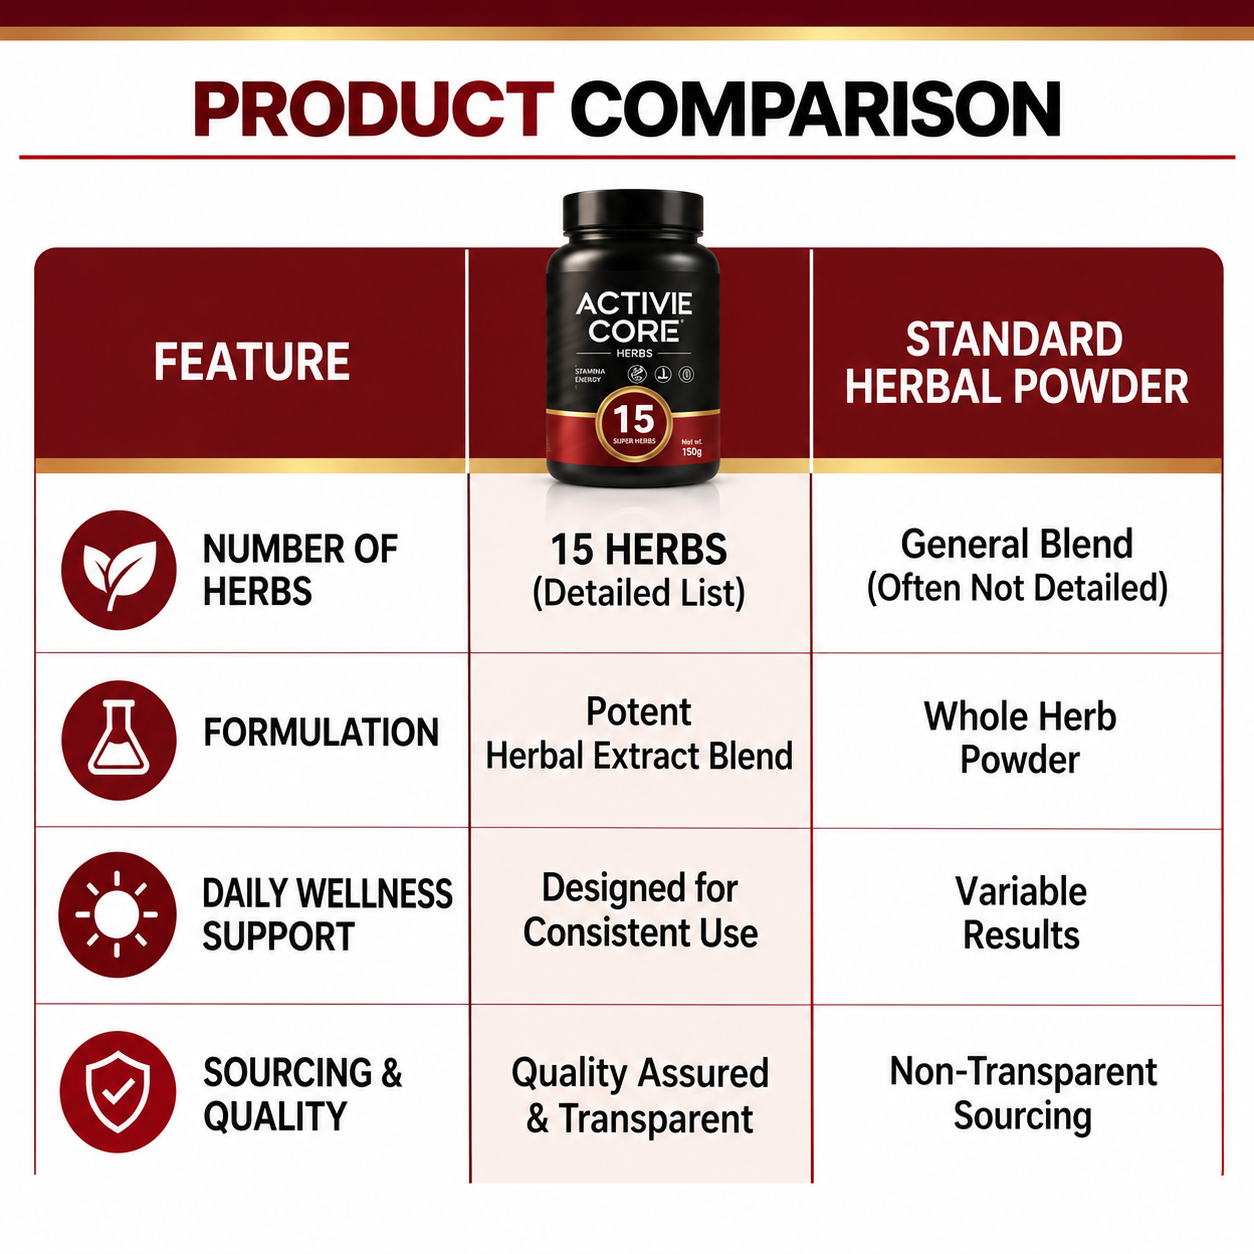 PRODUCT COMPARISON
FEATURE
ACTIVIE
CORE
HERBS
STAMINA
ENERGY
15
SUPER HERBS
Net wt.
150g
STANDARD
HERBAL POWDER
NUMBER OF
HERBS
15 HERBS
(Detailed List)
General Blend
(Often Not Detailed)
FORMULATION
Potent
Herbal Extract Blend
Whole Herb
Powder
DAILY WELLNESS
SUPPORT
Designed for
Consistent Use
Variable
Results
SOURCING &
QUALITY
Quality Assured
& Transparent
Non-Transparent
Sourcing